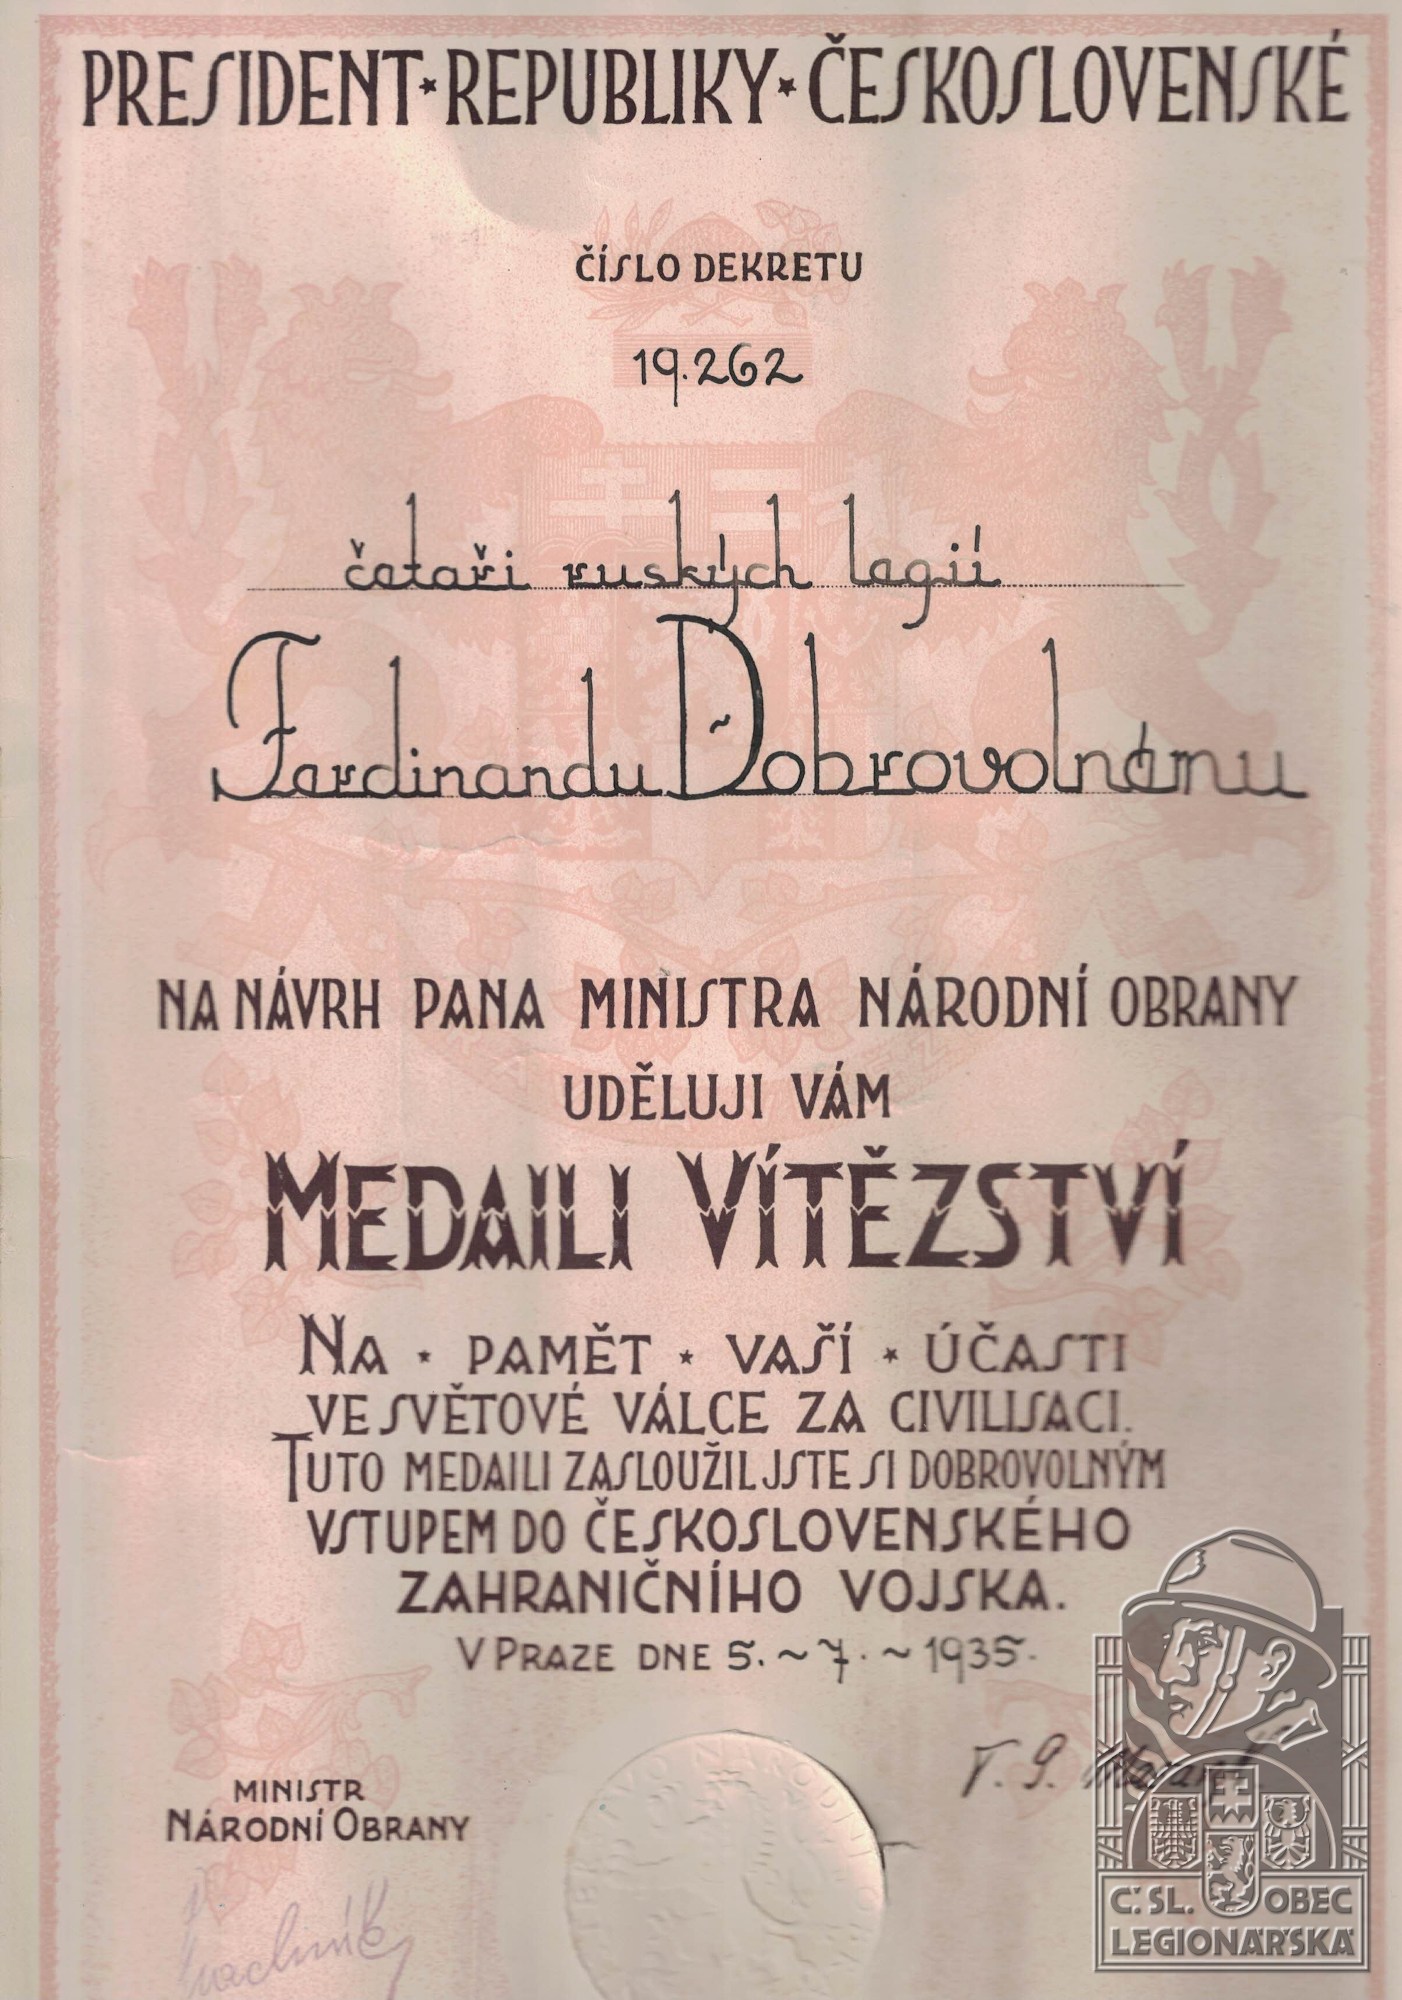 PRESIDENT★REPUBLIKY★ČESKOSLOVENSKÉ
ČÍSLO DEKRETU
19.262
četaři ruských legií
Ferdinandu Dobrovolnému
NA NÁVRH PANA MINISTRA NÁRODNÍ OBRANY
UDĚLUJI VÁM
MEDAILI VÍTĚZSTVÍ
NA ★ PAMĚT ★ VAŠÍ ★ ÚČASTI
VE SVĚTOVÉ VÁLCE ZA CIVILISACI.
TUTO MEDAILI ZASLOUŽIL JSTE SI DOBROVOLNÝM
VSTUPEM DO ČESKOSLOVENSKÉHO
ZAHRANIČNÍHO VOJSKA.
V PRAZE DNE 5. ~ 7. ~ 1935.
T. G. Masaryk
MINISTR
NÁRODNÍ OBRANY
Č. SL. OBEC
LEGIONÁŘSKÁ